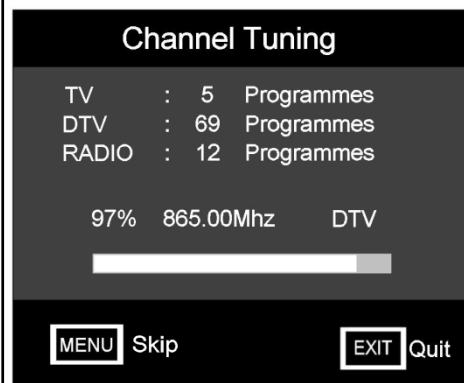 Channel Tuning
TV : 5 Programmes
DTV : 69 Programmes
RADIO : 12 Programmes
97% 865.00Mhz DTV
MENU Skip EXIT Quit